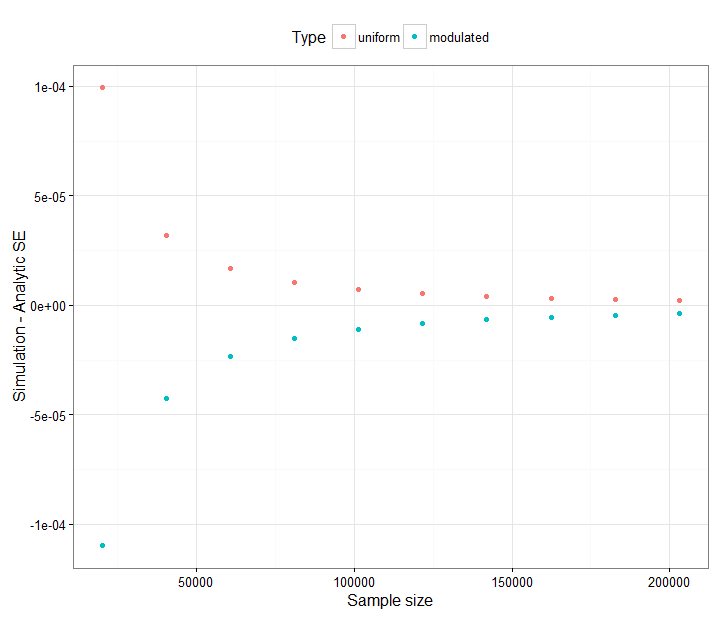 Type uniform modulated
1e-04
5e-05
0e+00
-5e-05
-1e-04
Simulation - Analytic SE
50000 100000 150000 200000
Sample size